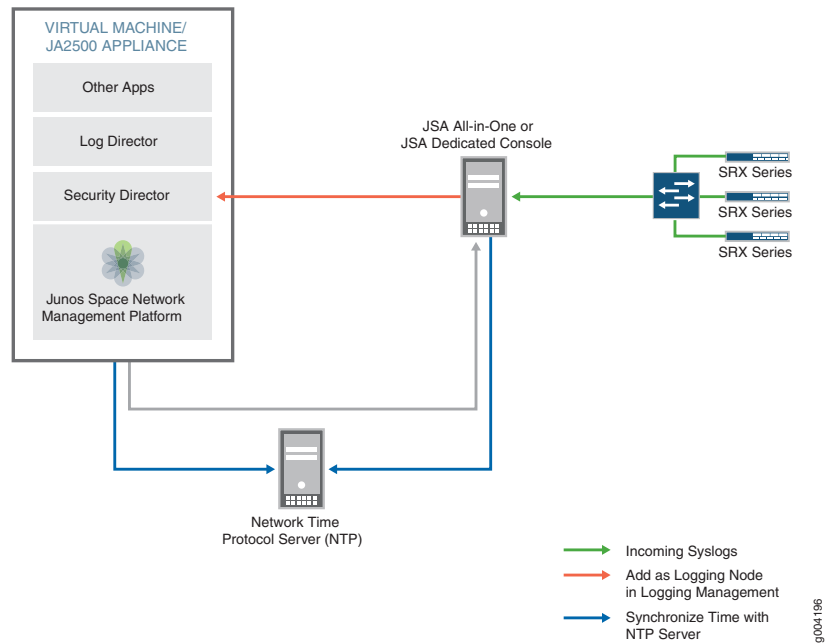 VIRTUAL MACHINE/
JA2500 APPLIANCE
Other Apps
Log Director
Security Director
Junos Space Network
Management Platform
JSA All-in-One or
JSA Dedicated Console
SRX Series
SRX Series
SRX Series
Network Time
Protocol Server (NTP)
Incoming Syslogs
Add as Logging Node
in Logging Management
Synchronize Time with
NTP Server
g004196